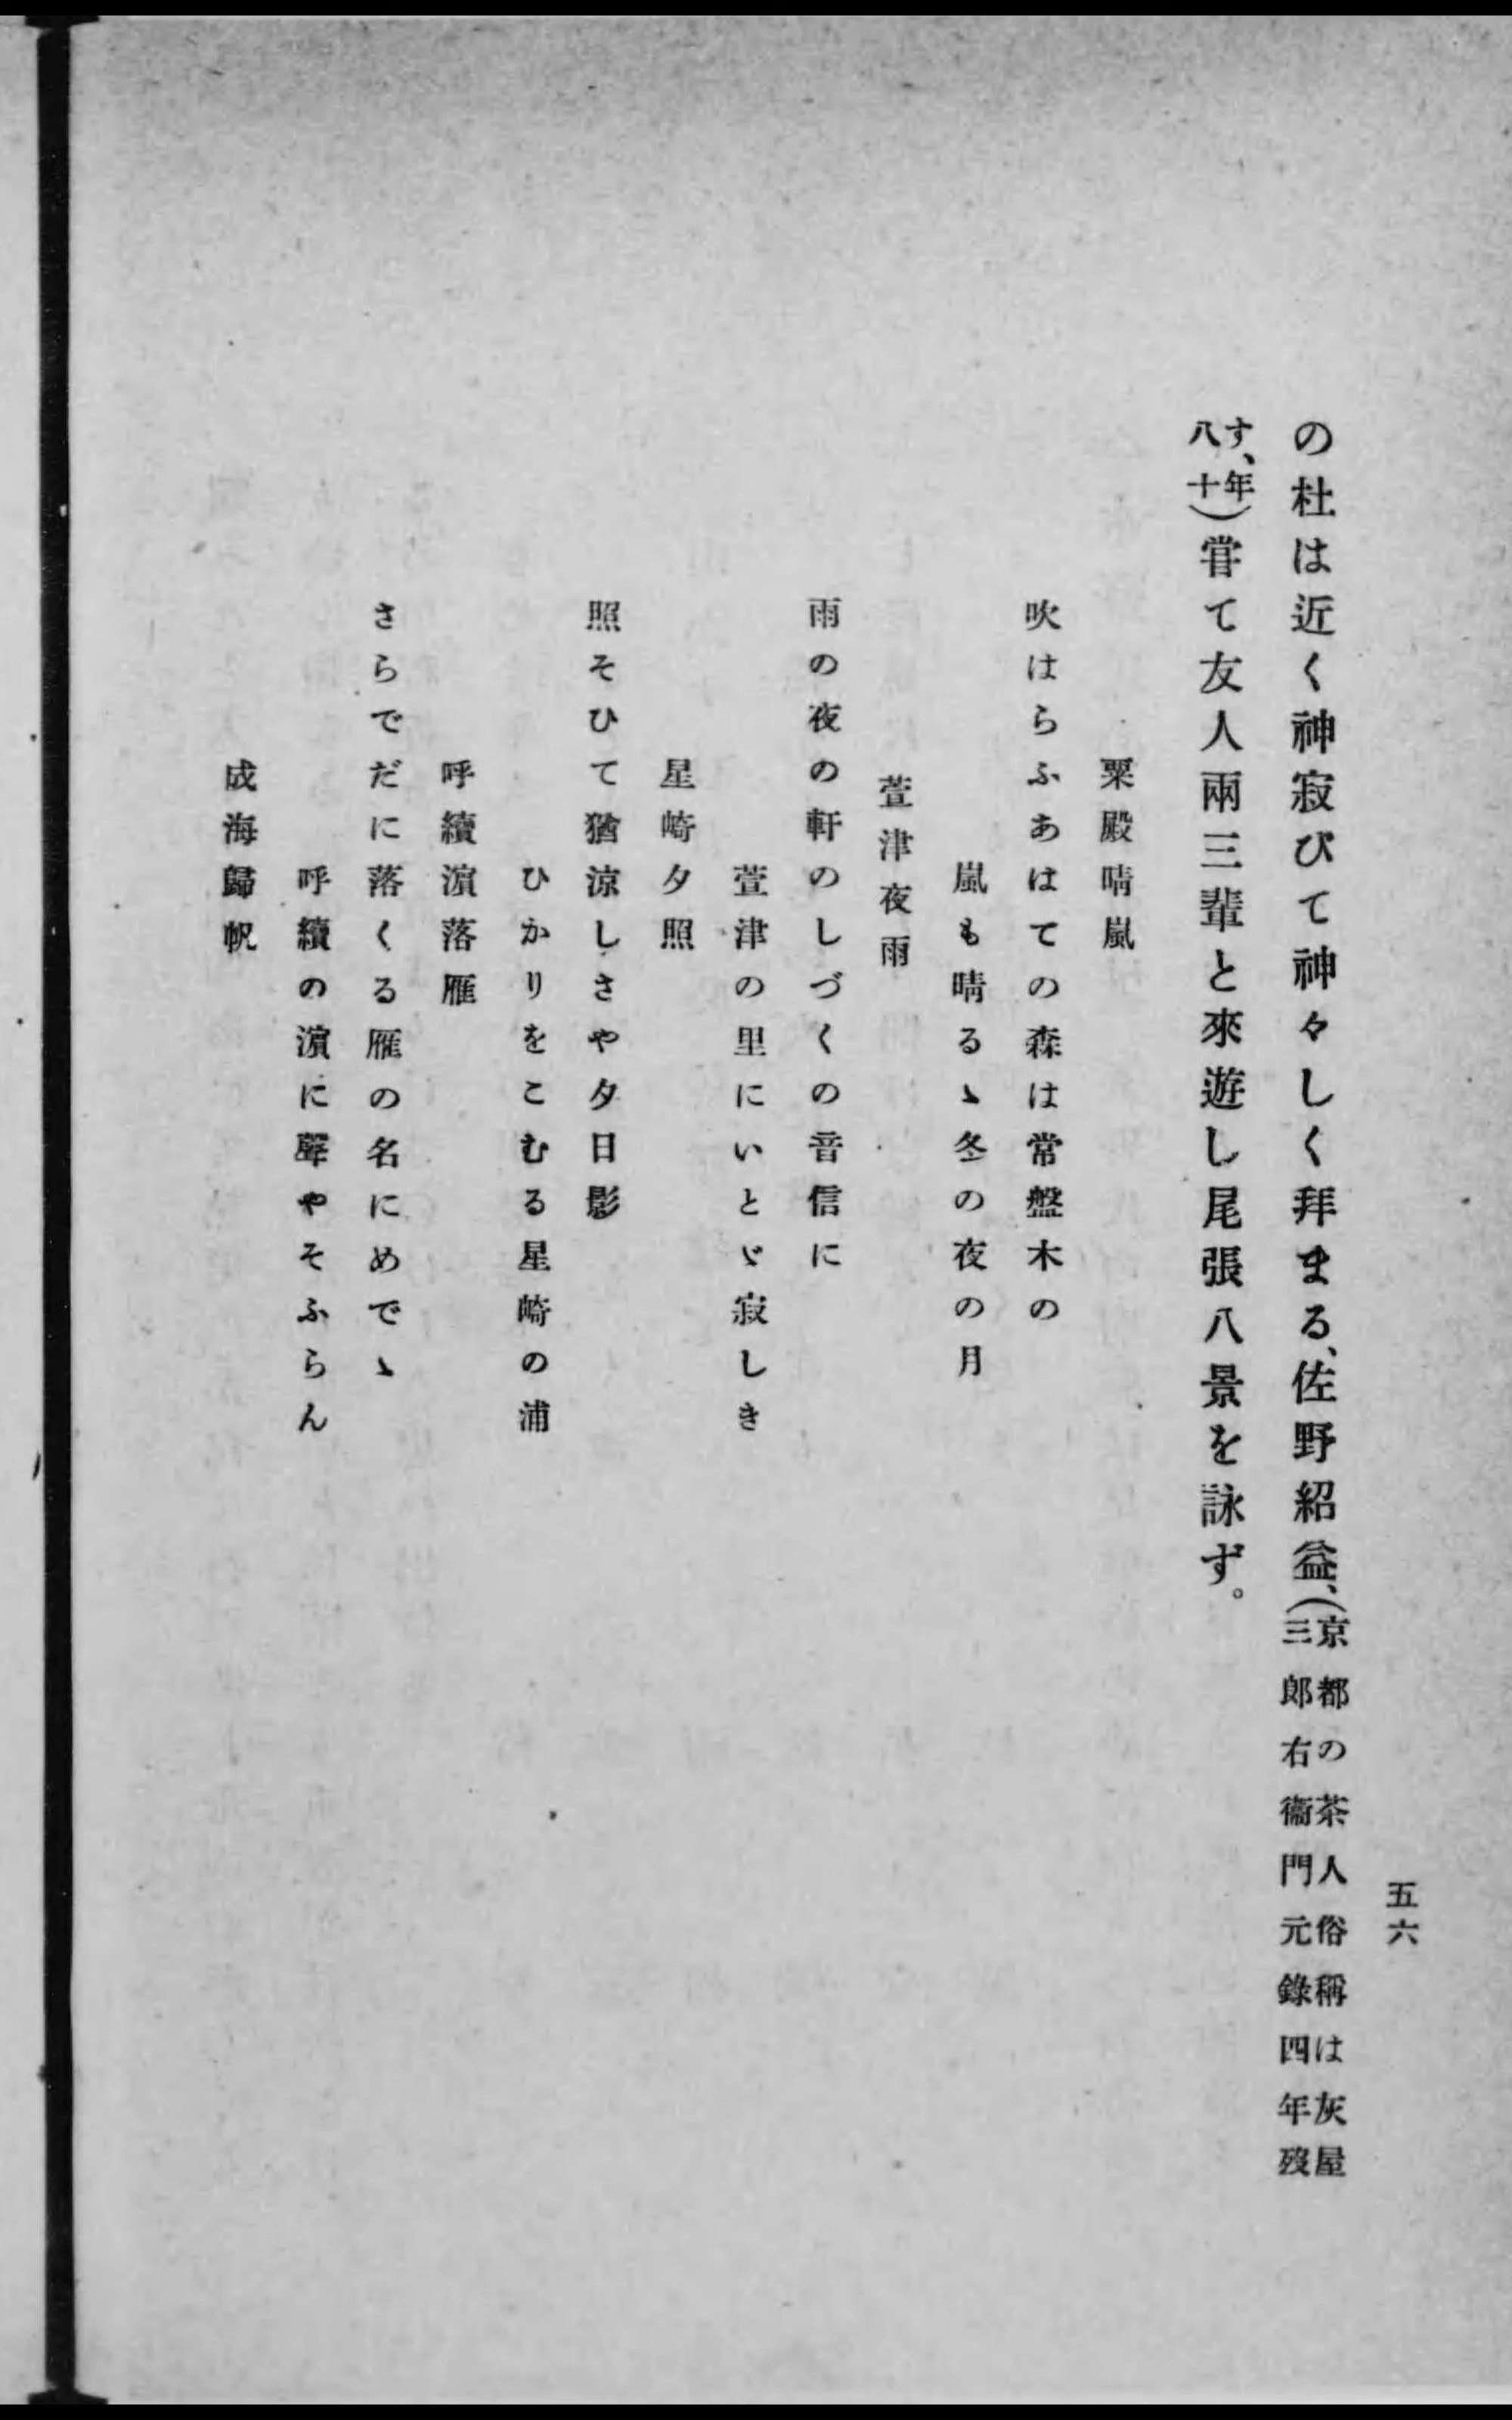 五六
の杜は近く神寂びて神々しく拜まる、佐野紹益、(京都の茶人俗稱は灰屋三郎右衞門元錄四年歿
す、年八十)嘗て友人兩三輩と來遊し尾張八景を詠ず。
粟殿晴嵐
吹はらふあはての森は常盤木の
嵐も晴るゝ冬の夜の月
萱津夜雨
雨の夜の軒のしづくの音信に
萱津の里にいとゞ寂しき
星崎夕照
照そひて猶涼しさや夕日影
ひかりをこむる星崎の浦
呼續濵落雁
さらでだに落くる雁の名にめでゝ
呼續の濵に聲やそふらん
成海歸帆